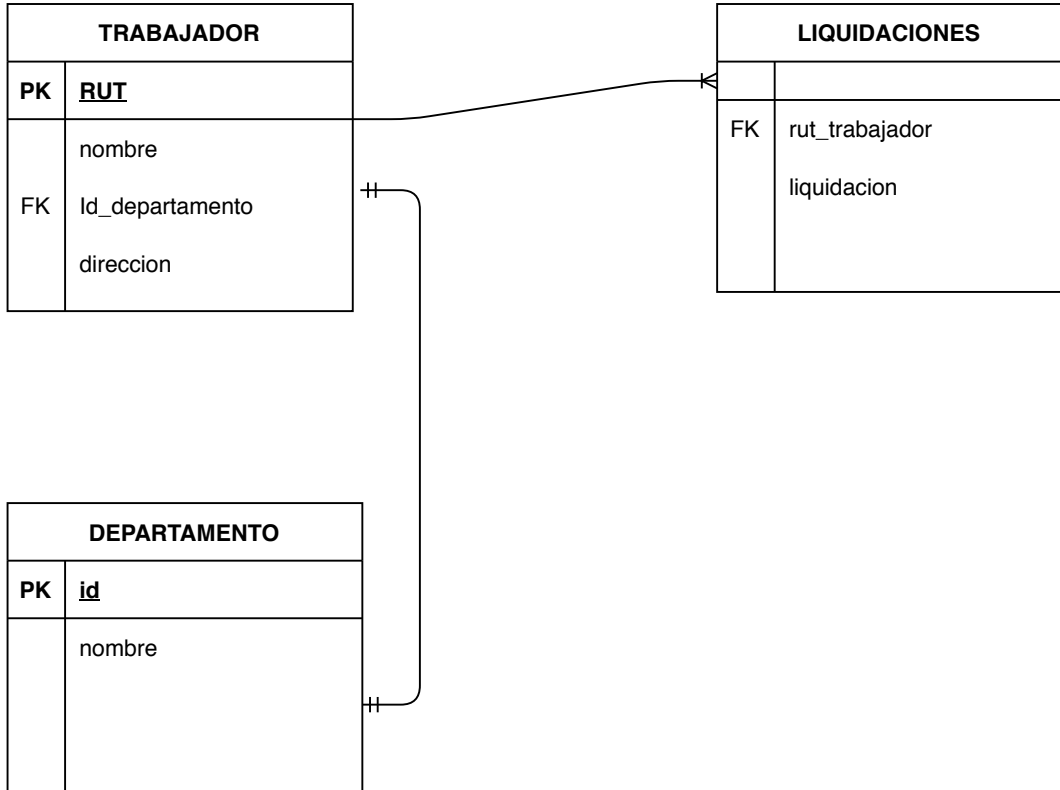 TRABAJADOR
PK RUT
nombre
FK Id_departamento
direccion
LIQUIDACIONES
FK rut_trabajador
liquidacion
DEPARTAMENTO
PK id
nombre